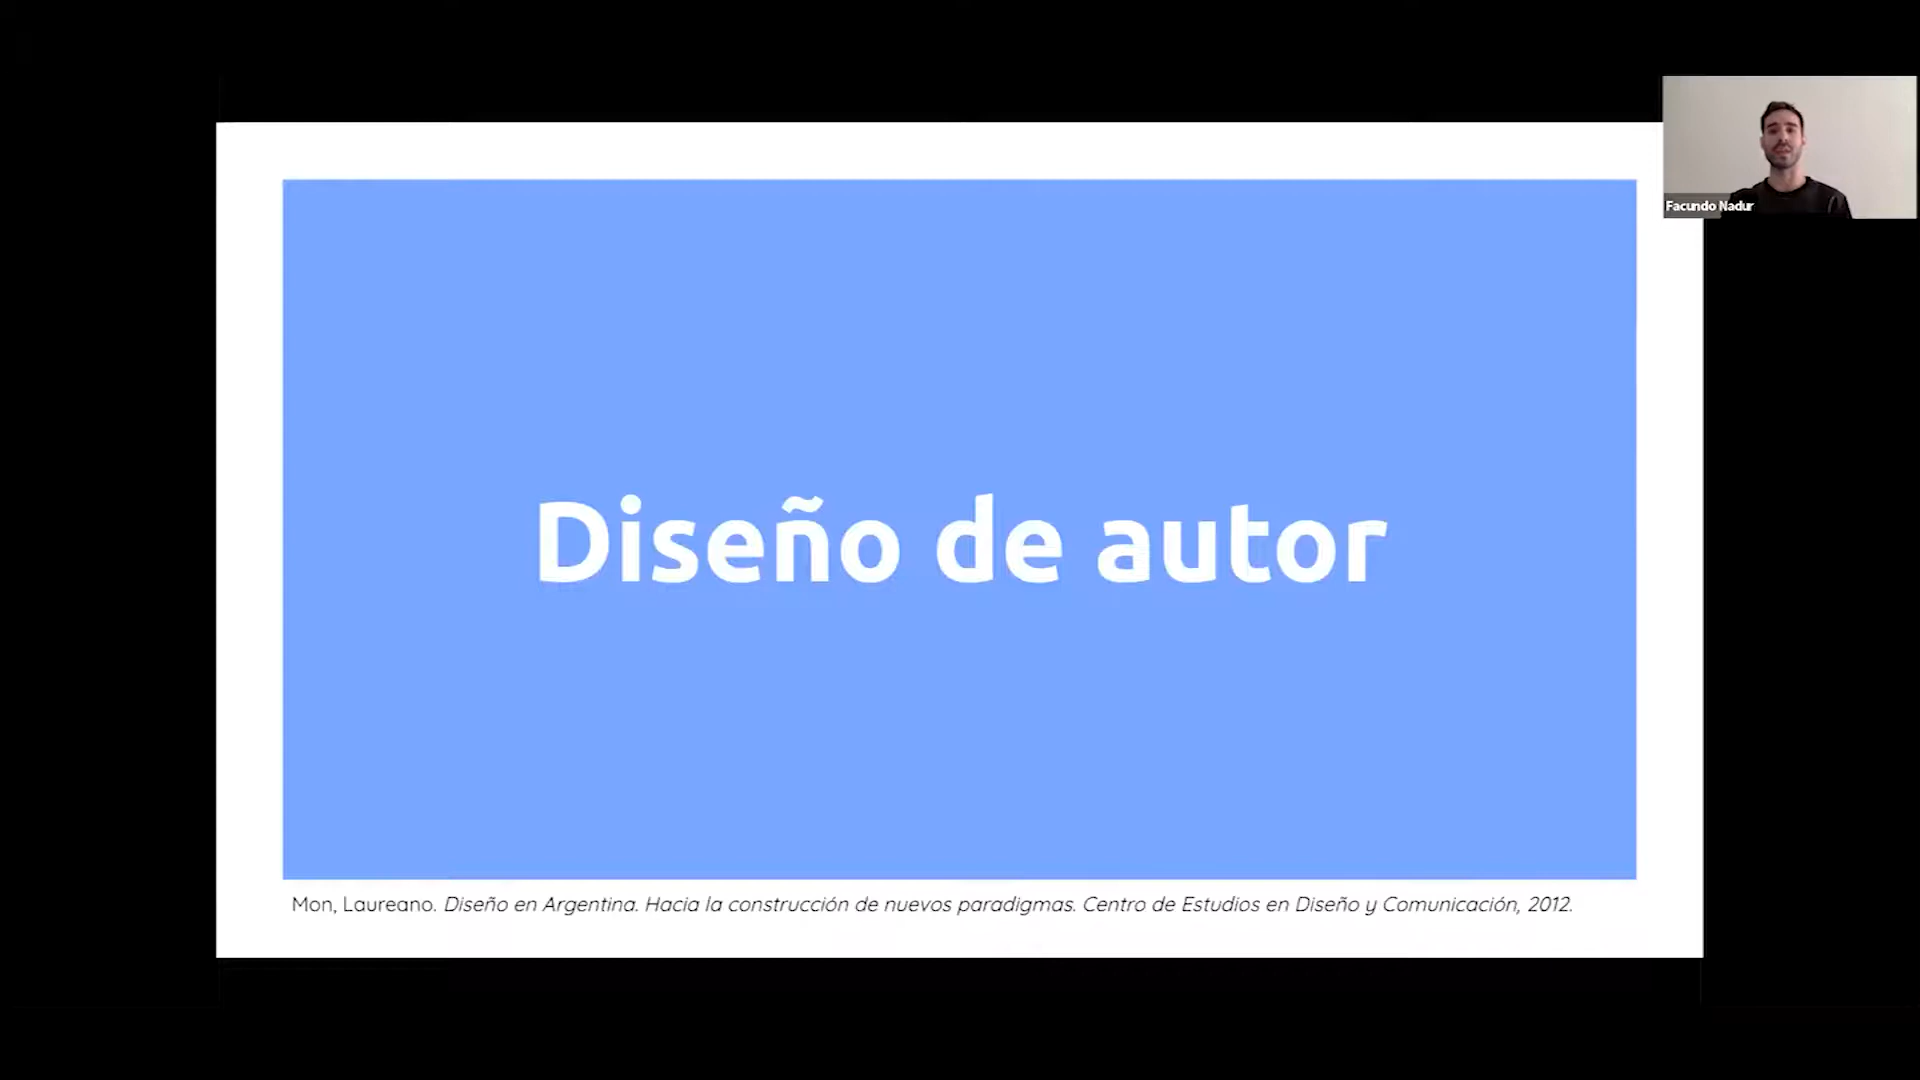 Facundo Nadur
Diseño de autor
Mon, Laureano. Diseño en Argentina. Hacia la construcción de nuevos paradigmas. Centro de Estudios en Diseño y Comunicación, 2012.